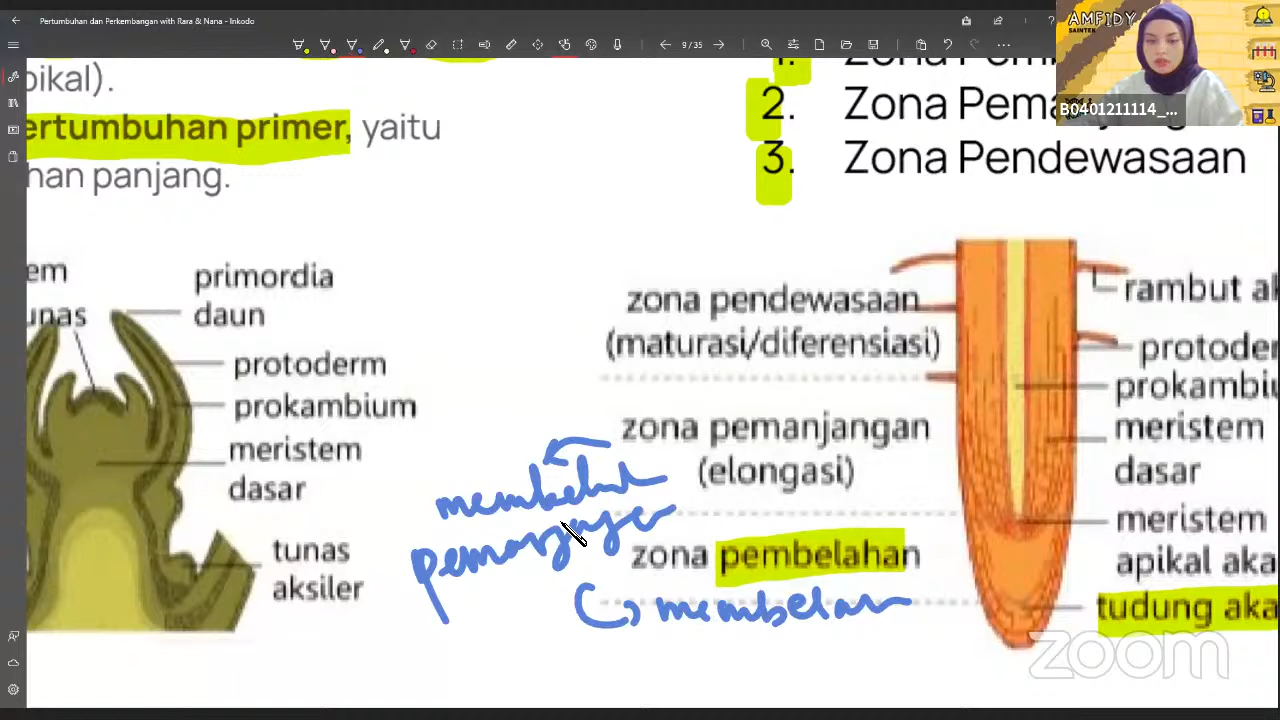 Pertumbuhan dan Perkembangan with Rara & Nana - Inkodo
9 / 35
AMFIDY
SAINTEK
B0401211114_...
pikal).
ertumbuhan primer, yaitu
han panjang.
1.
2. Zona
3. Zona Pendewasaan
em
unas
primordia
daun
protoderm
prokambium
meristem
dasar
tunas
aksiler
zona pendewasaan
(maturasi/diferensiasi)
zona pemanjangan
(elongasi)
zona pembelahan
membelah
membelah
rambut ak
protoder
prokambiu
meristem
dasar
meristem
apikal aka
tudung aka
zoom